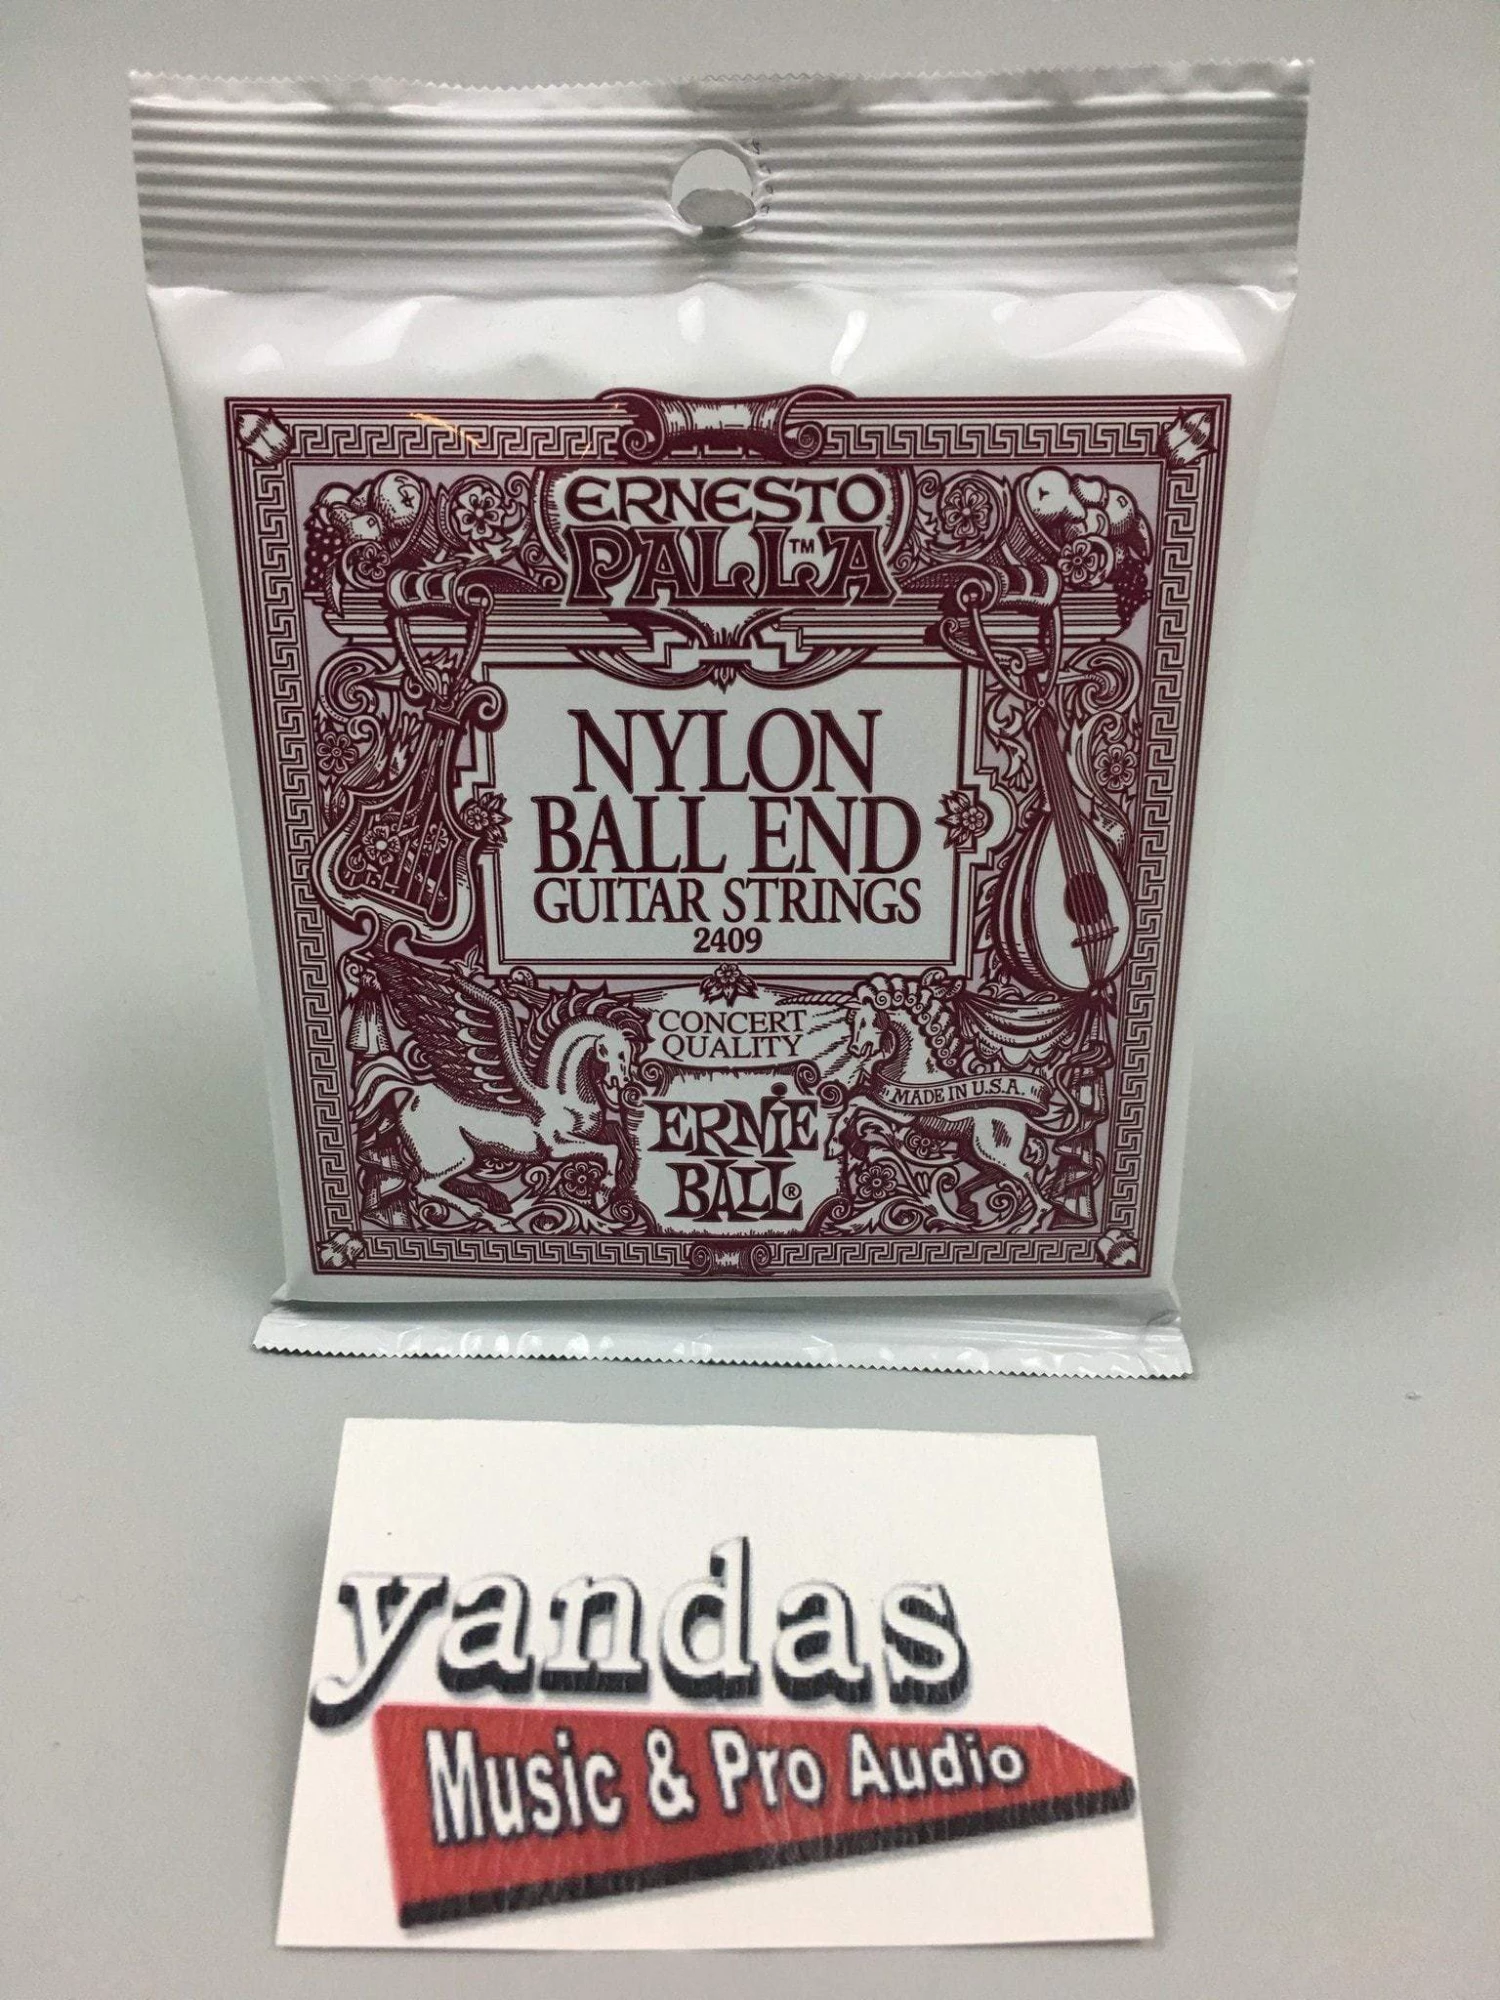 ERNESTO
PALLA™
NYLON
BALL END
GUITAR STRINGS
2409
CONCERT
QUALITY
MADE IN U.S.A.
ERNIE
BALL®
yandas
Music & Pro Audio